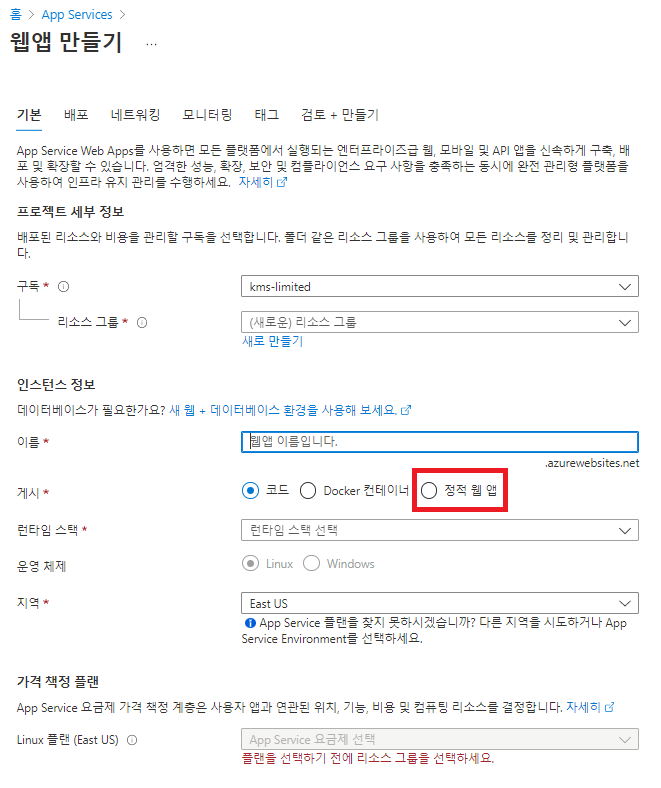 홈 > App Services >
웹앱 만들기 ...
기본 배포 네트워킹 모니터링 태그 검토 + 만들기
App Service Web Apps를 사용하면 모든 플랫폼에서 실행되는 엔터프라이즈급 웹, 모바일 및 API 앱을 신속하게 구축, 배
포 및 확장할 수 있습니다. 엄격한 성능, 확장, 보안 및 컴플라이언스 요구 사항을 충족하는 동시에 완전 관리형 플랫폼을
사용하여 인프라 유지 관리를 수행하세요. 자세히
프로젝트 세부 정보
배포된 리소스와 비용을 관리할 구독을 선택합니다. 폴더 같은 리소스 그룹을 사용하여 모든 리소스를 정리 및 관리합니
다.
구독 * kms-limited
리소스 그룹 * (새로운) 리소스 그룹
새로 만들기
인스턴스 정보
데이터베이스가 필요한가요? 새 웹 + 데이터베이스 환경을 사용해 보세요.
이름 * 웹앱 이름입니다.
.azurewebsites.net
게시 * 코드 Docker 컨테이너 정적 웹 앱
런타임 스택 * 런타임 스택 선택
운영 체제 Linux Windows
지역 * East US
App Service 플랜을 찾지 못하시겠습니까? 다른 지역을 시도하거나 App
Service Environment를 선택하세요.
가격 책정 플랜
App Service 요금제 가격 책정 계층은 사용자 앱과 연관된 위치, 기능, 비용 및 컴퓨팅 리소스를 결정합니다. 자세히
Linux 플랜 (East US) App Service 요금제 선택
플랜을 선택하기 전에 리소스 그룹을 선택하세요.